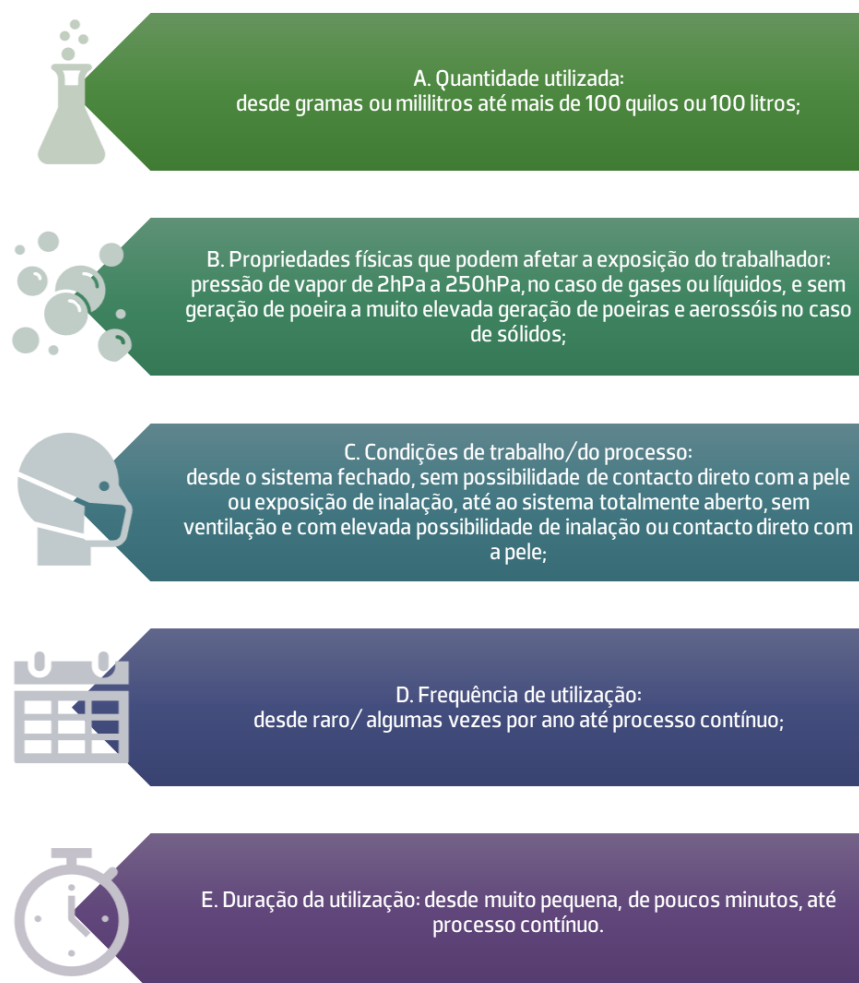 A. Quantidade utilizada:
desde gramas ou mililitros até mais de 100 quilos ou 100 litros;
B. Propriedades físicas que podem afetar a exposição do trabalhador:
pressão de vapor de 2hPa a 250hPa, no caso de gases ou líquidos, e sem
geração de poeira a muito elevada geração de poeiras e aerossóis no caso
de sólidos;
C. Condições de trabalho/do processo:
desde o sistema fechado, sem possibilidade de contacto direto com a pele
ou exposição de inalação, até ao sistema totalmente aberto, sem
ventilação e com elevada possibilidade de inalação ou contacto direto com
a pele;
D. Frequência de utilização:
desde raro/ algumas vezes por ano até processo contínuo;
E. Duração da utilização: desde muito pequena, de poucos minutos, até
processo contínuo.